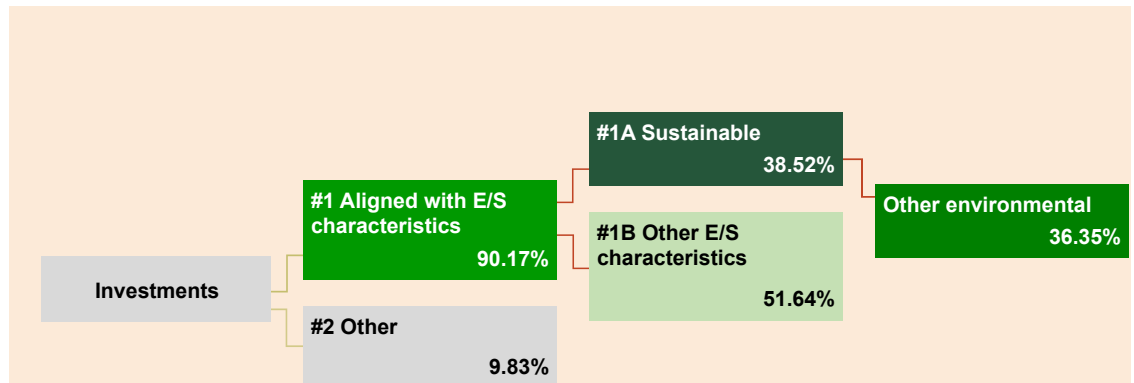 #1A Sustainable
38.52%
#1 Aligned with E/S
characteristics
90.17%
Other environmental
36.35%
#1B Other E/S
characteristics
51.64%
Investments
#2 Other
9.83%